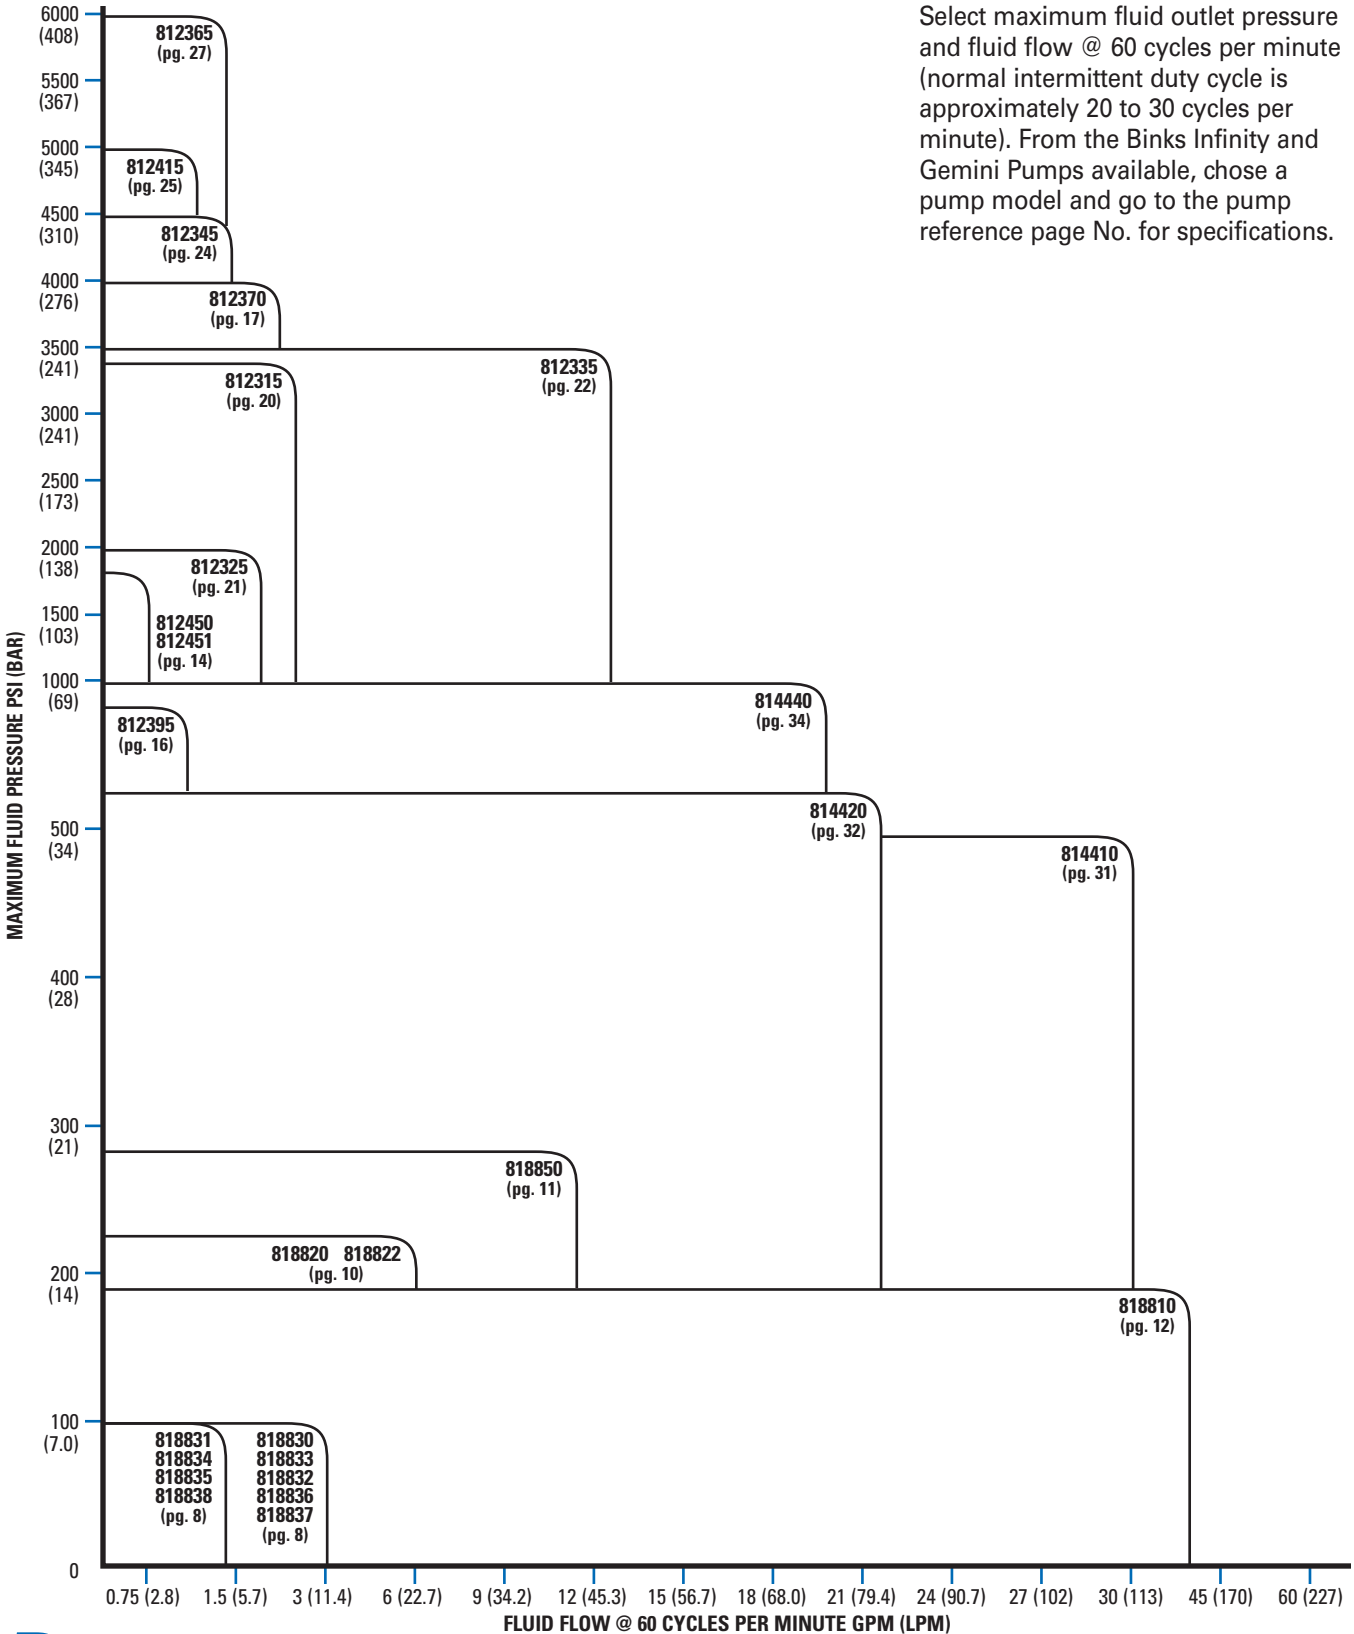 Select maximum fluid outlet pressure
and fluid flow @ 60 cycles per minute
(normal intermittent duty cycle is
approximately 20 to 30 cycles per
minute). From the Binks Infinity and
Gemini Pumps available, chose a
pump model and go to the pump
reference page No. for specifications.
MAXIMUM FLUID PRESSURE PSI (BAR)
6000
(408)
5500
(367)
5000
(345)
4500
(310)
4000
(276)
3500
(241)
3000
(241)
2500
(173)
2000
(138)
1500
(103)
1000
(69)
500
(34)
400
(28)
300
(21)
200
(14)
100
(7.0)
0
812365
(pg. 27)
812415
(pg. 25)
812345
(pg. 24)
812370
(pg. 17)
812335
(pg. 22)
812315
(pg. 20)
812325
(pg. 21)
812450
812451
(pg. 14)
814440
(pg. 34)
812395
(pg. 16)
814420
(pg. 32)
814410
(pg. 31)
818850
(pg. 11)
818820 818822
(pg. 10)
818810
(pg. 12)
818831
818834
818835
818838
(pg. 8)
818830
818833
818832
818836
818837
(pg. 8)
0.75 (2.8) 1.5 (5.7) 3 (11.4) 6 (22.7) 9 (34.2) 12 (45.3) 15 (56.7) 18 (68.0) 21 (79.4) 24 (90.7) 27 (102) 30 (113) 45 (170) 60 (227)
FLUID FLOW @ 60 CYCLES PER MINUTE GPM (LPM)